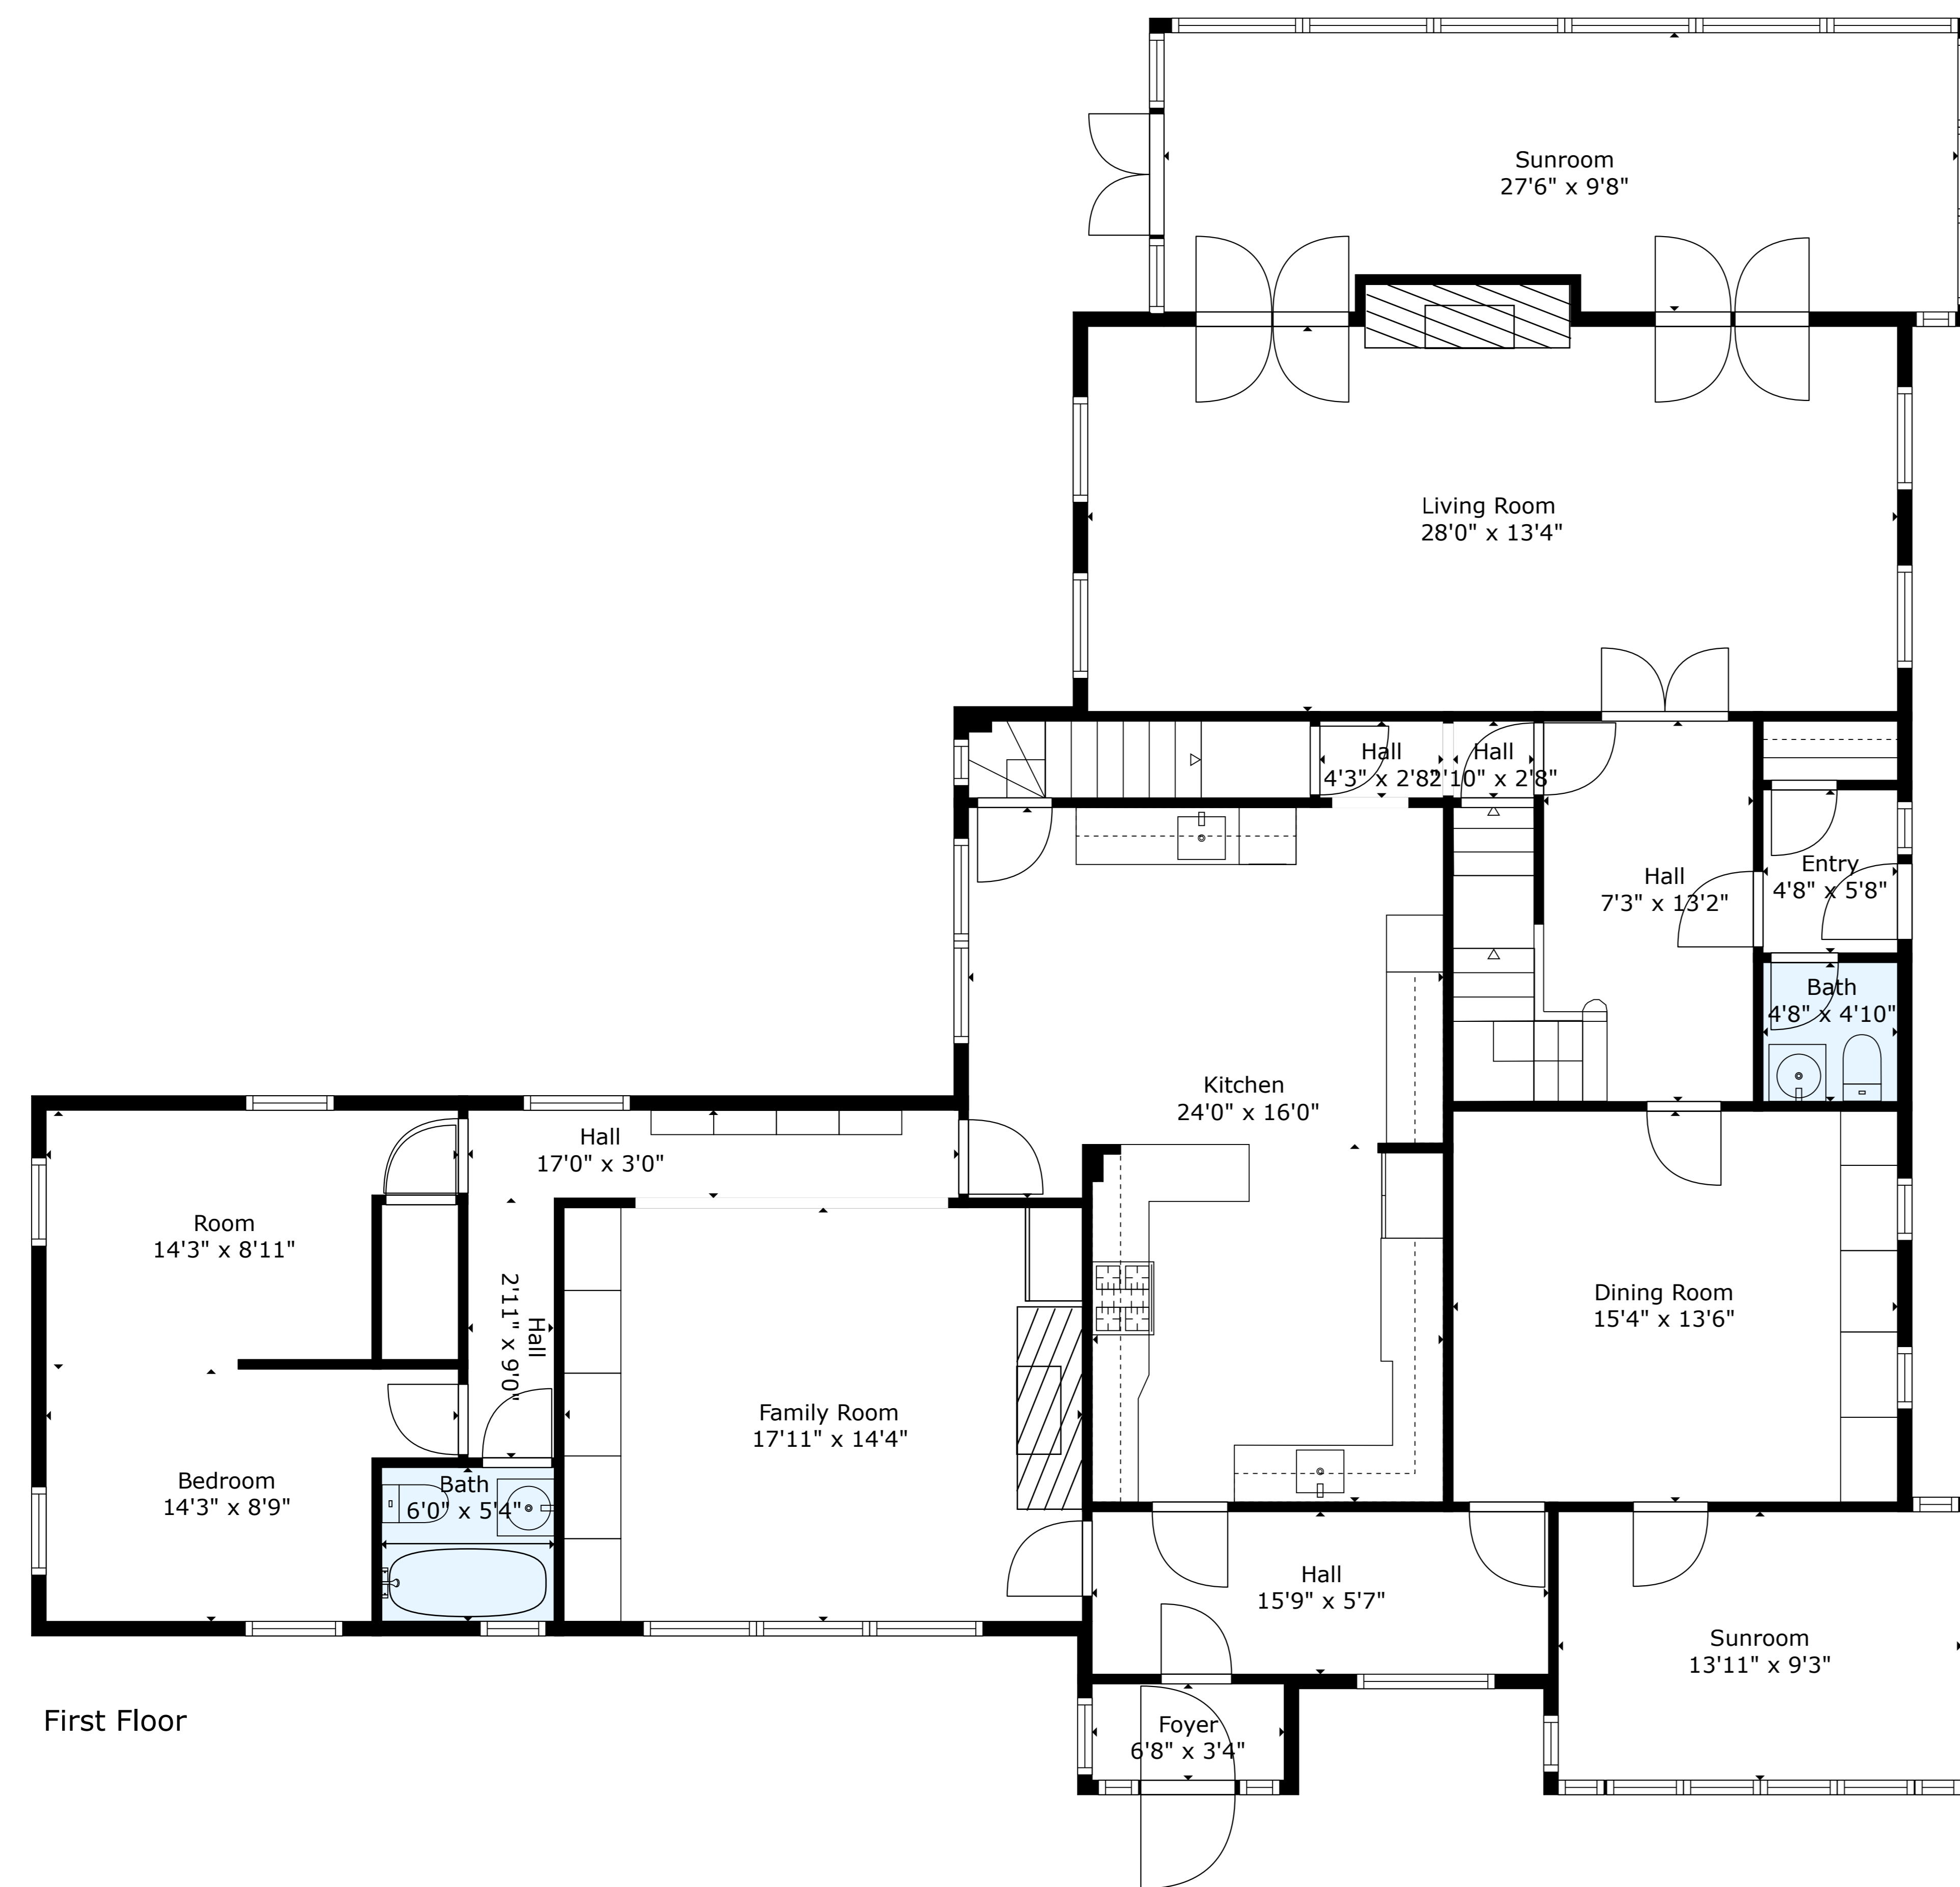 Sunroom
27'6" x 9'8"
Living Room
28'0" x 13'4"
Hall
4'3" x 2'8"
Hall
2'10" x 2'8"
Hall
7'3" x 13'2"
Entry
4'8" x 5'8"
Bath
4'8" x 4'10"
Kitchen
24'0" x 16'0"
Hall
17'0" x 3'0"
Room
14'3" x 8'11"
Hall
2'11" x 9'0"
Dining Room
15'4" x 13'6"
Family Room
17'11" x 14'4"
Bedroom
14'3" x 8'9"
Bath
6'0" x 5'4"
Hall
15'9" x 5'7"
Sunroom
13'11" x 9'3"
Foyer
6'8" x 3'4"
First Floor